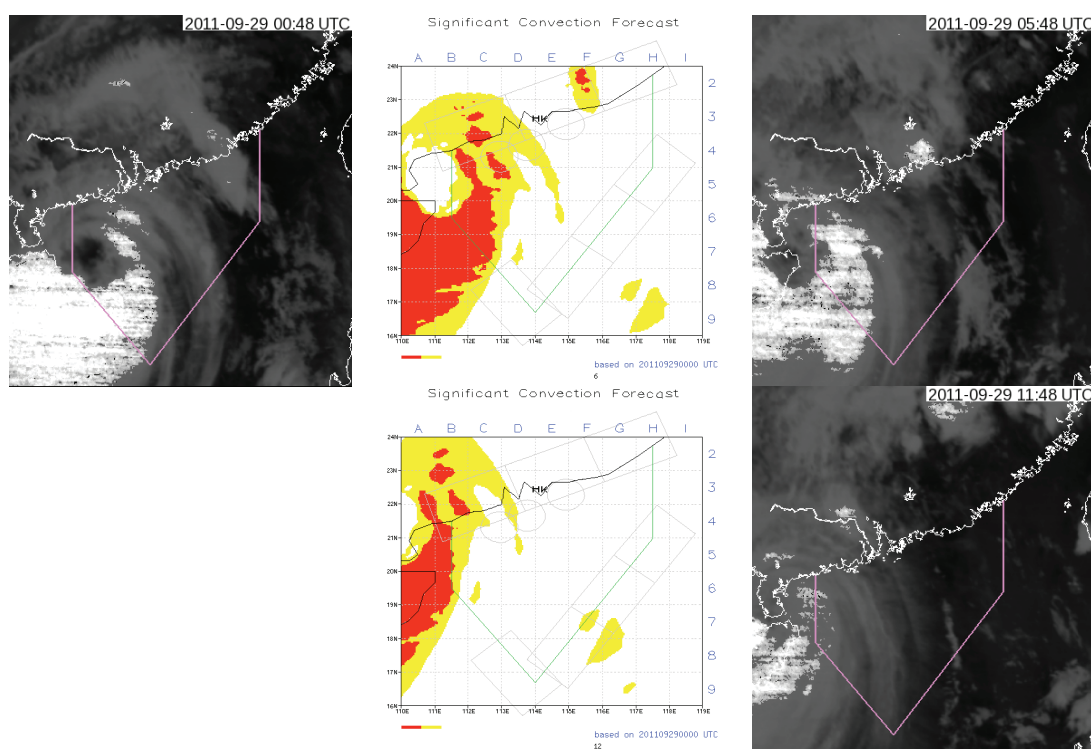 2011-09-29 00:48 UTC
Significant Convection Forecast
2011-09-29 05:48 UTC
A B C D E F G H I
24N
2
23N
HK
3
22N
4
21N
5
20N
6
19N
7
18N
8
17N
9
16N
110E 111E 112E 113E 114E 115E 116E 117E 118E 119E
based on 201109290000 UTC
6
Significant Convection Forecast
2011-09-29 11:48 UTC
A B C D E F G H I
24N
2
23N
HK
3
22N
4
21N
5
20N
6
19N
7
18N
8
17N
9
16N
110E 111E 112E 113E 114E 115E 116E 117E 118E 119E
based on 201109290000 UTC
12